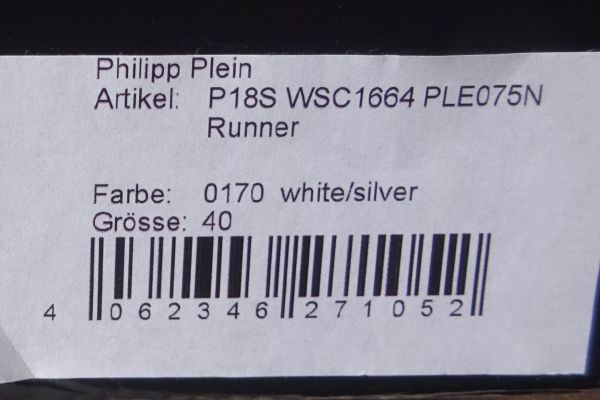 Philipp Plein
Artikel: P18S WSC1664 PLE075N
Runner
Farbe: 0170 white/silver
Grösse: 40
4 062346 271052